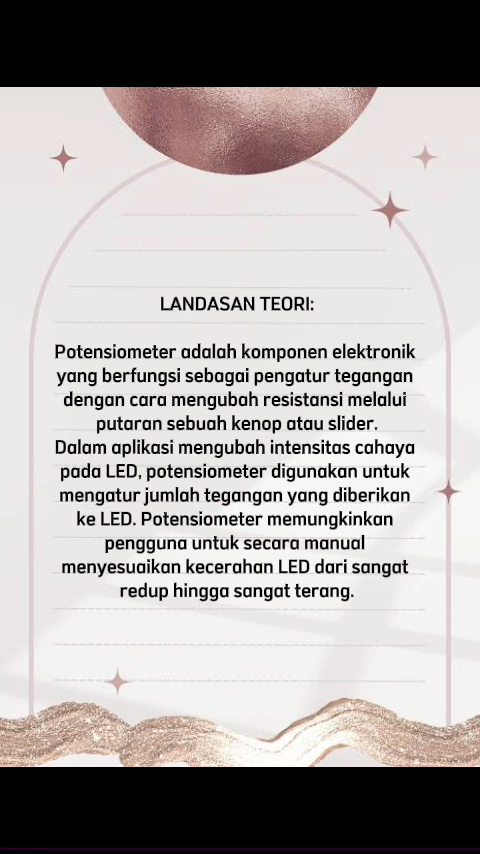 LANDASAN TEORI:
Potensiometer adalah komponen elektronik
yang berfungsi sebagai pengatur tegangan
dengan cara mengubah resistansi melalui
putaran sebuah kenop atau slider.
Dalam aplikasi mengubah intensitas cahaya
pada LED, potensiometer digunakan untuk
mengatur jumlah tegangan yang diberikan
ke LED. Potensiometer memungkinkan
pengguna untuk secara manual
menyesuaikan kecerahan LED dari sangat
redup hingga sangat terang.